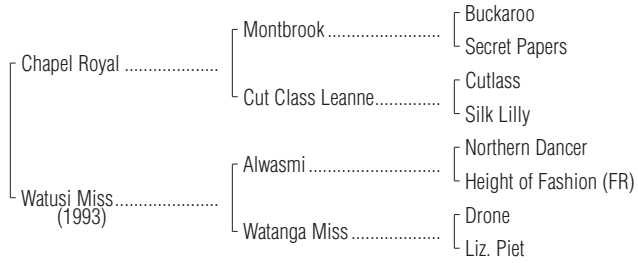 Buckaroo
Montbrook
Secret Papers
Chapel Royal
Cutlass
Cut Class Leanne
Silk Lilly
Northern Dancer
Alwasmi
Height of Fashion (FR)
Watusi Miss
(1993)
Drone
Watanga Miss
Liz. Piet